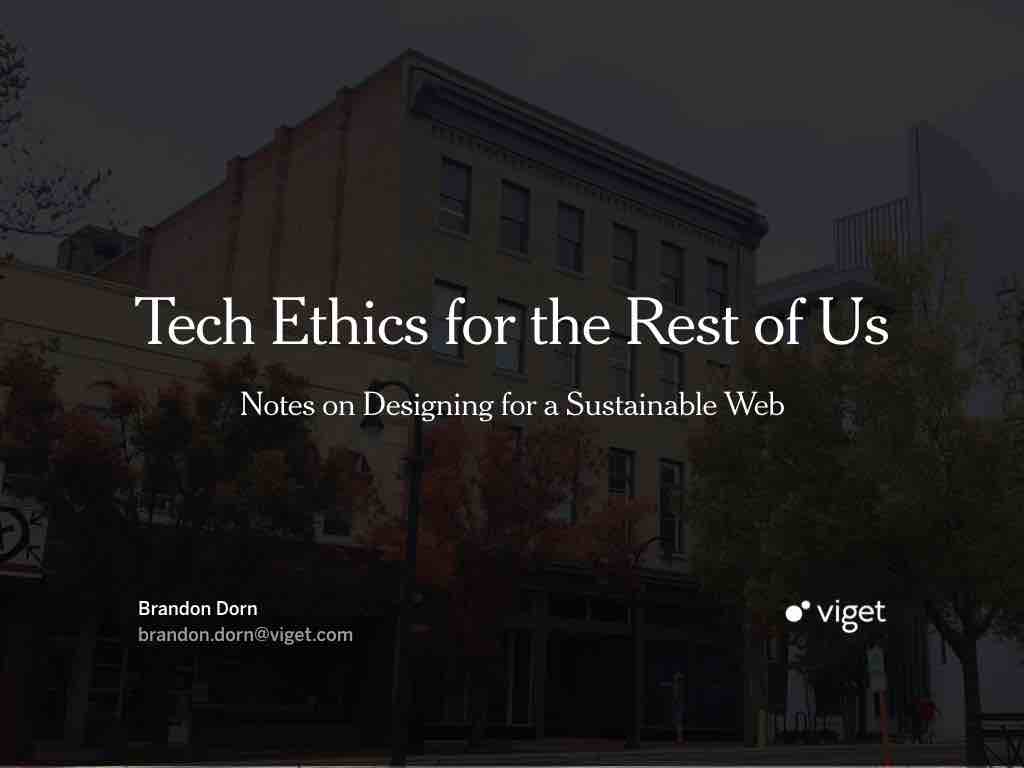 Tech Ethics for the Rest of Us
Notes on Designing for a Sustainable Web
Brandon Dorn
brandon.dorn@viget.com
viget